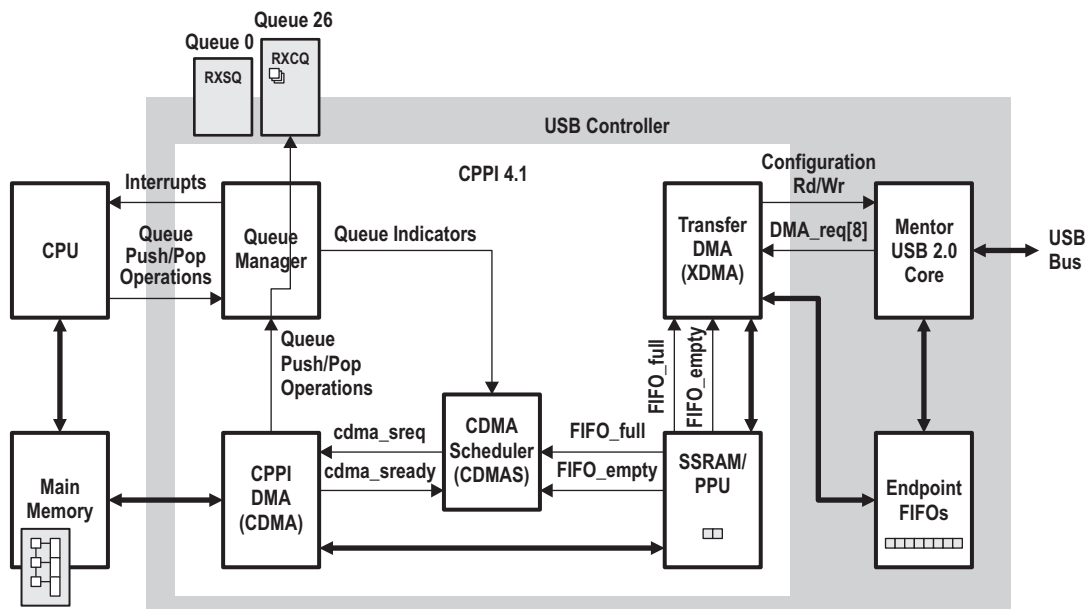 Queue 26
Queue 0
RXSQ
RXCQ
USB Controller
CPPI 4.1
Interrupts
CPU
Queue
Push/Pop
Operations
Queue
Manager
Queue Indicators
Transfer
DMA
(XDMA)
Configuration
Rd/Wr
DMA_req[8]
Mentor
USB 2.0
Core
USB
Bus
Queue
Push/Pop
Operations
FIFO_full
FIFO_empty
Main
Memory
CPPI
DMA
(CDMA)
cdma_sreq
cdma_sready
CDMA
Scheduler
(CDMAS)
FIFO_full
FIFO_empty
SSRAM/
PPU
Endpoint
FIFOs